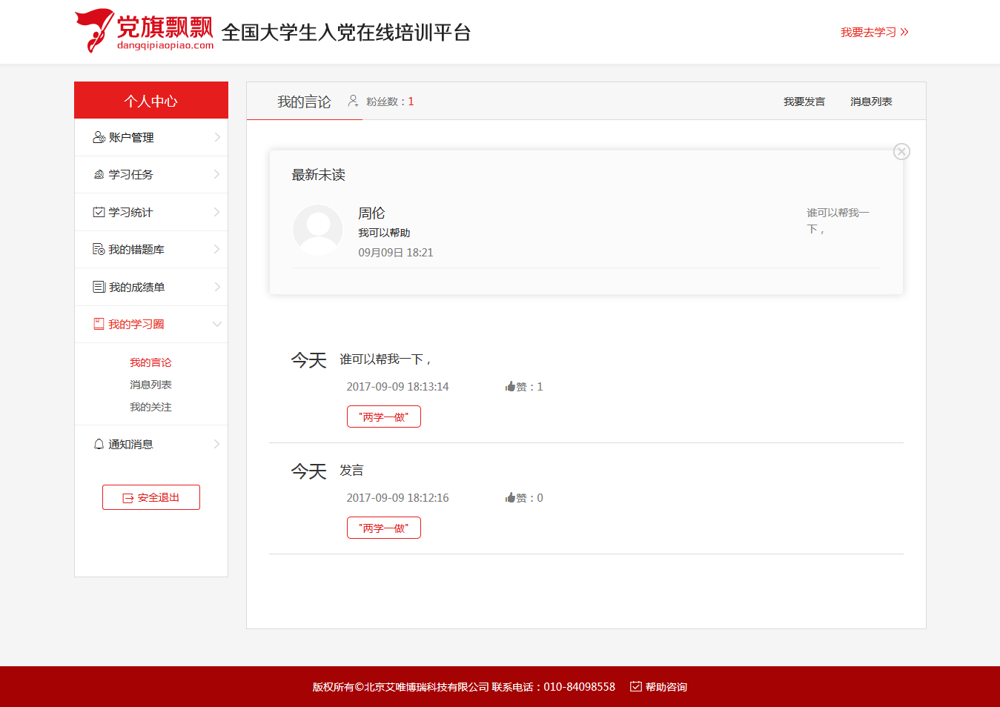 党旗飘飘
dangqipiaopiao.com
全国大学生入党在线培训平台
我要去学习 »
个人中心
账户管理
学习任务
学习统计
我的错题库
我的成绩单
我的学习圈
我的言论
消息列表
我的关注
通知消息
安全退出
我的言论 粉丝数：1
我要发言 消息列表
最新未读
周伦
我可以帮助
09月09日 18:21
谁可以帮我一
下，
今天 谁可以帮我一下，
2017-09-09 18:13:14 赞：1
"两学一做"
今天 发言
2017-09-09 18:12:16 赞：0
"两学一做"
版权所有©北京艾唯博瑞科技有限公司 联系电话：010-84098558 帮助咨询